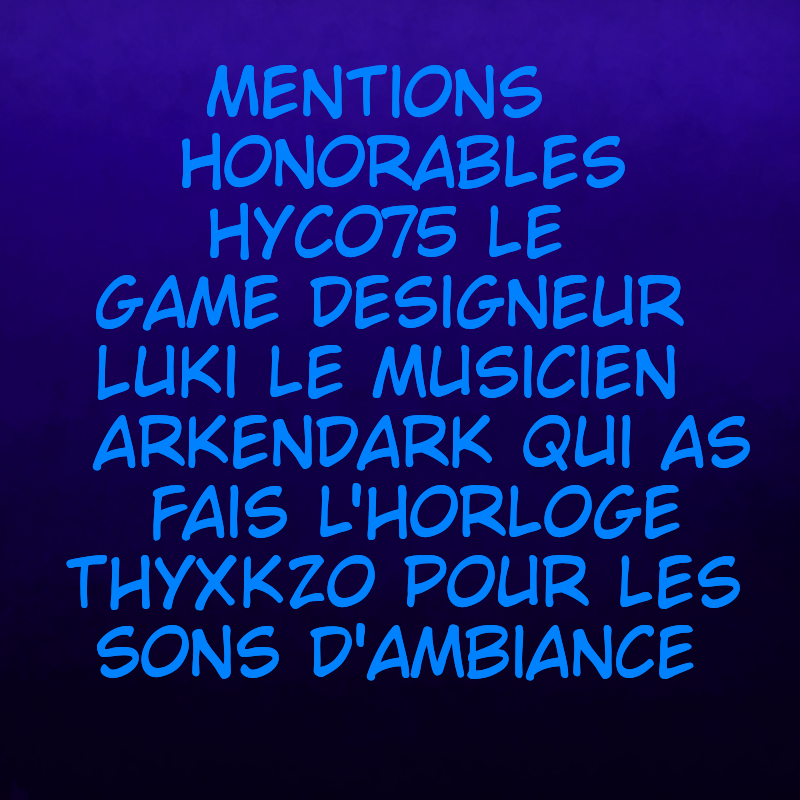 MENTIONS
HONORABLES
HYCO75 LE
GAME DESIGNEUR
LUKI LE MUSICIEN
ARKENDARK QUI AS
FAIS L'HORLOGE
THYXKZO POUR LES
SONS D'AMBIANCE